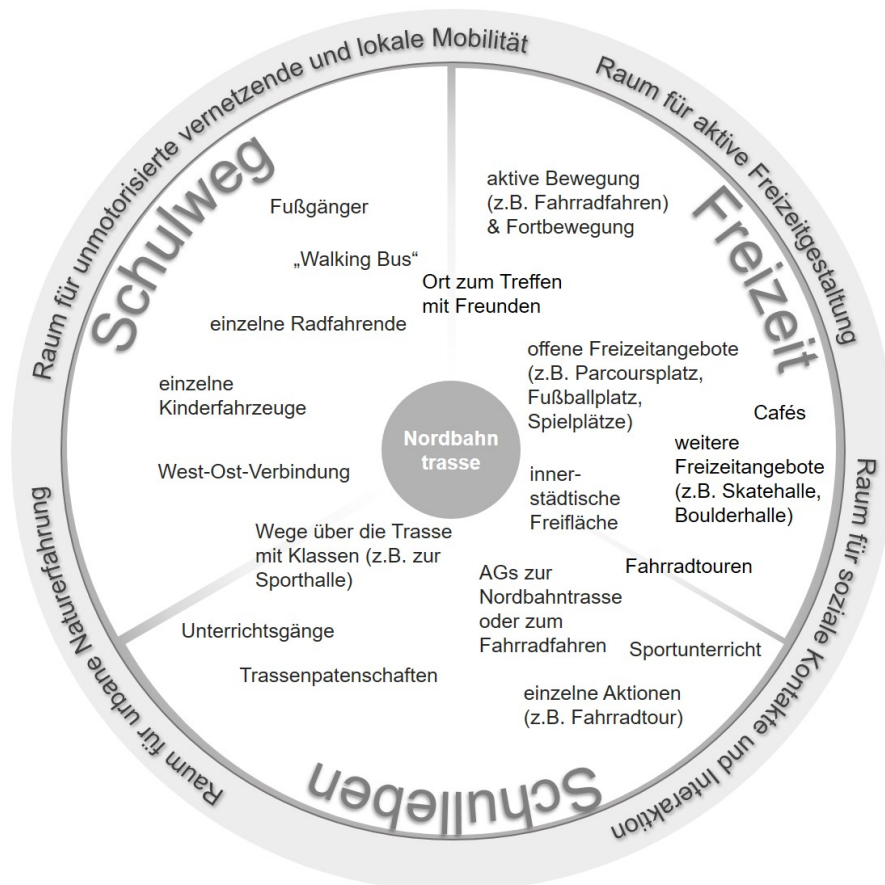 Raum für unmotorisierte vernetzende und lokale Mobilität
Raum für aktive Freizeitgestaltung
Schulweg
Freizeit
Fußgänger
„Walking Bus“
einzelne Radfahrende
einzelne
Kinderfahrzeuge
West-Ost-Verbindung
aktive Bewegung
(z.B. Fahrradfahren)
& Fortbewegung
Ort zum Treffen
mit Freunden
offene Freizeitangebote
(z.B. Parcoursplatz,
Fußballplatz,
Spielplätze)
Cafés
weitere
Freizeitangebote
(z.B. Skatehalle,
Boulderhalle)
inner-
städtische
Freifläche
Nordbahn
trasse
Wege über die Trasse
mit Klassen (z.B. zur
Sporthalle)
Unterrichtsgänge
Trassenpatenschaften
AGs zur
Nordbahntrasse
oder zum
Fahrradfahren
Fahrradtouren
Sportunterricht
einzelne Aktionen
(z.B. Fahrradtour)
Schulleben
Raum für urbane Naturerfahrung
Raum für soziale Kontakte und Interaktion